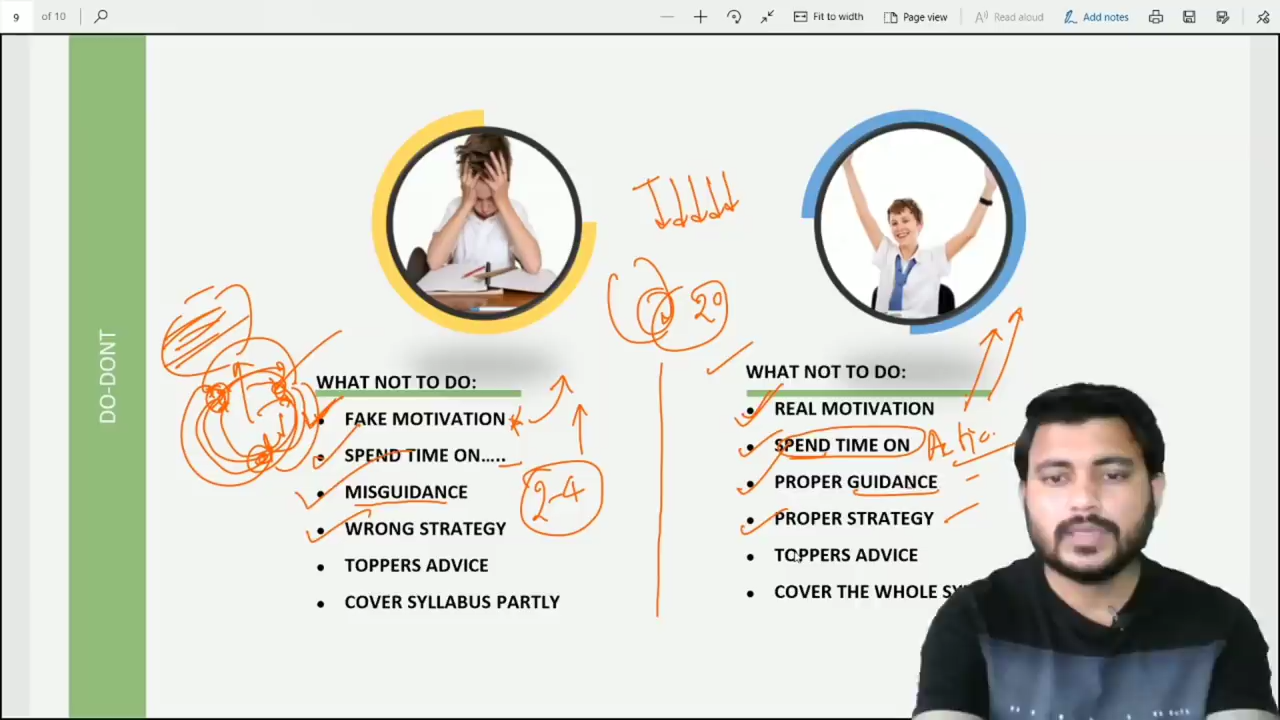 9 of 10
Fit to width
Page view
Read aloud
Add notes
DO-DONT
20
WHAT NOT TO DO:
FAKE MOTIVATION
SPEND TIME ON.....
MISGUIDANCE
WRONG STRATEGY
TOPPERS ADVICE
COVER SYLLABUS PARTLY
2-4
WHAT NOT TO DO:
REAL MOTIVATION
SPEND TIME ON
PROPER GUIDANCE
PROPER STRATEGY
TOPPERS ADVICE
COVER THE WHOLE